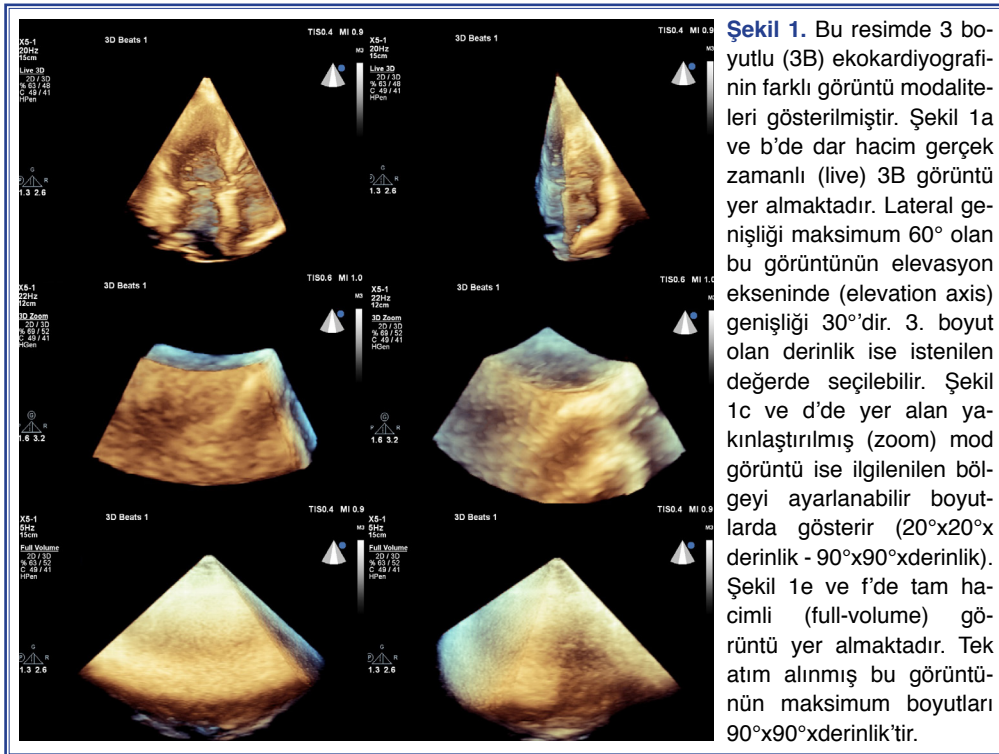 X5-1
20Hz
15cm
Live 3D
2D / 3D
% 63 / 48
C 49 / 41
HPen
3D Beats 1
TIS0.4 MI 0.9
M3
G
P R
1.3 2.6
X5-1
20Hz
15cm
Live 3D
2D / 3D
% 63 / 48
C 49 / 41
HPen
3D Beats 1
TIS0.4 MI 0.9
M3
G
P R
1.3 2.6
X5-1
22Hz
12cm
3D Zoom
2D / 3D
% 69 / 52
C 49 / 41
HGen
3D Beats 1
TIS0.6 MI 1.0
M3
G
P R
1.6 3.2
X5-1
22Hz
12cm
3D Zoom
2D / 3D
% 69 / 52
C 49 / 41
HGen
3D Beats 1
TIS0.6 MI 1.0
M3
G
P R
1.6 3.2
X5-1
5Hz
15cm
Full Volume
2D / 3D
% 63 / 52
C 49 / 41
HPen
3D Beats 1
TIS0.4 MI 0.9
M3
G
P R
1.3 2.6
X5-1
5Hz
15cm
Full Volume
2D / 3D
% 63 / 52
C 49 / 41
HPen
3D Beats 1
TIS0.4 MI 0.9
M3
G
P R
1.3 2.6
Şekil 1. Bu resimde 3 bo-
yutlu (3B) ekokardiyografi-
nin farklı görüntü modalite-
leri gösterilmiştir. Şekil 1a
ve b’de dar hacim gerçek
zamanlı (live) 3B görüntü
yer almaktadır. Lateral ge-
nişliği maksimum 60° olan
bu görüntünün elevasyon
ekseninde (elevation axis)
genişliği 30°’dir. 3. boyut
olan derinlik ise istenilen
değerde seçilebilir. Şekil
1c ve d’de yer alan ya-
kınlaştırılmış (zoom) mod
görüntü ise ilgilenilen böl-
geyi ayarlanabilir boyut-
larda gösterir (20°x20°x
derinlik - 90°x90°xderinlik).
Şekil 1e ve f’de tam ha-
cimli (full-volume) gö-
rüntü yer almaktadır. Tek
atım alınmış bu görüntü-
nün maksimum boyutları
90°x90°xderinlik’tir.